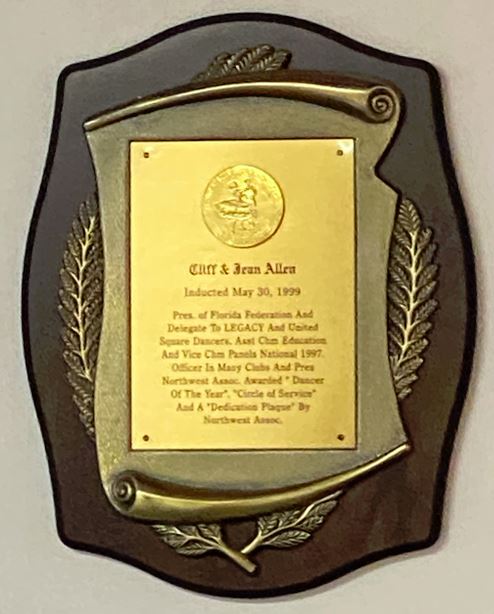 Cliff & Jean Allen
Inducted May 30, 1999
Pres. of Florida Federation And
Delegate To LEGACY And United
Square Dancers. Asst Chm Education
And Vice Chm Panels National 1997.
Officer In Many Clubs And Pres
Northwest Assoc. Awarded " Dancer
Of The Year", "Circle of Service"
And A "Dedication Plaque" By
Northwest Assoc.